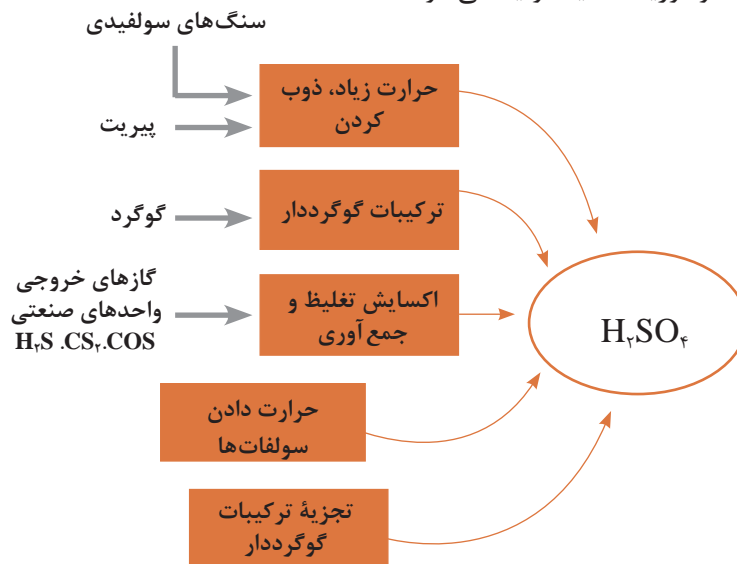 سنگ‌های سولفیدی
حرارت زیاد، ذوب
کردن
پیریت
ترکیبات گوگرددار
گوگرد
گازهای خروجی
واحدهای صنعتی
H₂S .CS₂.COS
اکسایش تغلیظ و
جمع‌آوری
H₂SO₄
حرارت دادن
سولفات‌ها
تجزیهٔ ترکیبات
گوگرددار